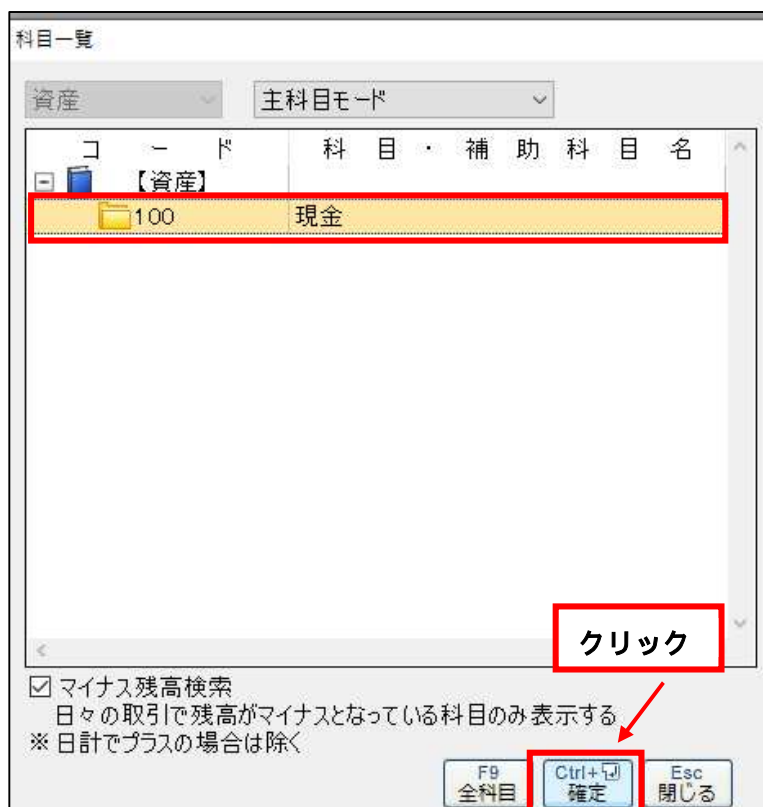 科目一覧
資産 主科目モード
コード 科目・補助科目名
【資産】
100 現金
クリック
マイナス残高検索
日々の取引で残高がマイナスとなっている科目のみ表示する
※ 日計でプラスの場合は除く
F9 Ctrl+ Esc
全科目 確定 閉じる